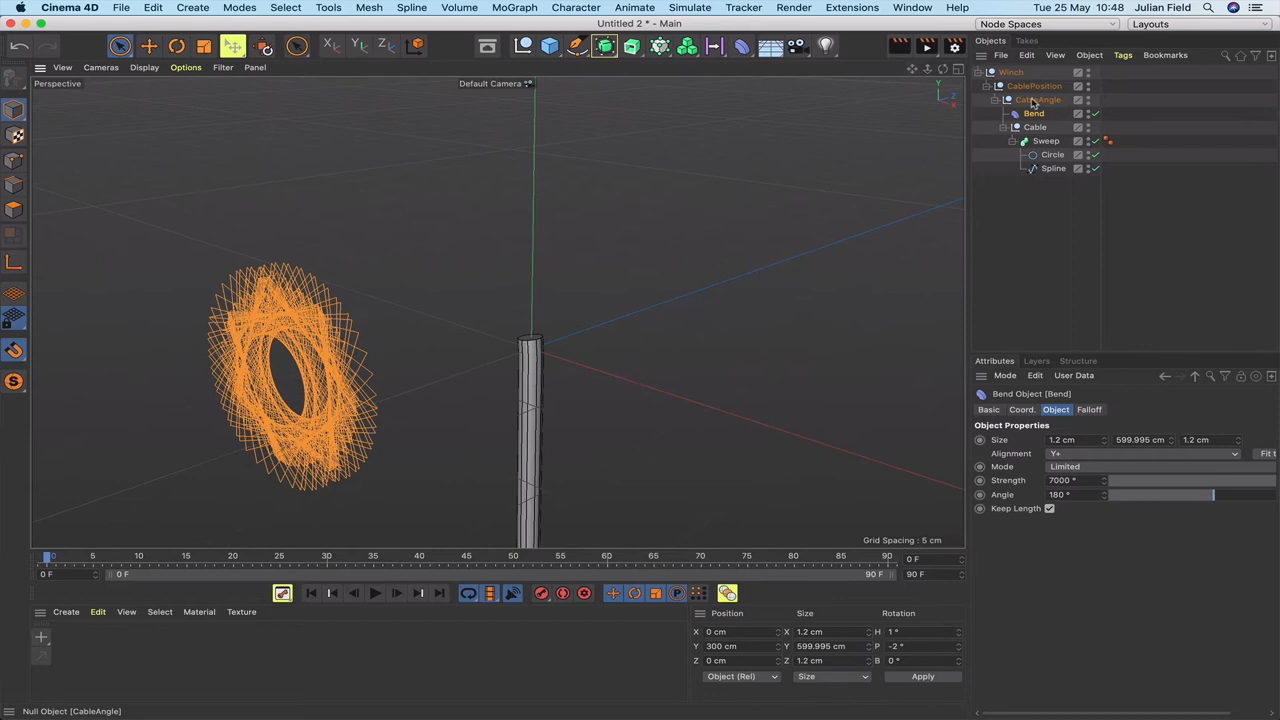 Cinema 4D File Edit Create Modes Select Tools Mesh Spline Volume MoGraph Character Animate Simulate Tracker Render Extensions Window Help Tue 25 May 10:48 Julian Field
Untitled 2 * - Main
Node Spaces Layouts
Objects Takes
File Edit View Object Tags Bookmarks
View Cameras Display Options Filter Panel
Perspective Default Camera
Y
X
Z
Winch
CablePosition
CableAngle
Bend
Cable
Sweep
Circle
Spline
Attributes Layers Structure
Mode Edit User Data
Bend Object [Bend]
Basic Coord. Object Falloff
Object Properties
Size 1.2 cm 599.995 cm 1.2 cm
Alignment Y+ Fit t
Mode Limited
Strength 7000 °
Angle 180 °
Keep Length
Grid Spacing : 5 cm
0 5 10 15 20 25 30 35 40 45 50 55 60 65 70 75 80 85 90 0 F
0 F 0 F 90 F 90 F
Create Edit View Select Material Texture
Position Size Rotation
X 0 cm X 1.2 cm H 1 °
Y 300 cm Y 599.995 cm P -2 °
Z 0 cm Z 1.2 cm B 0 °
Object (Rel) Size Apply
Null Object [CableAngle]